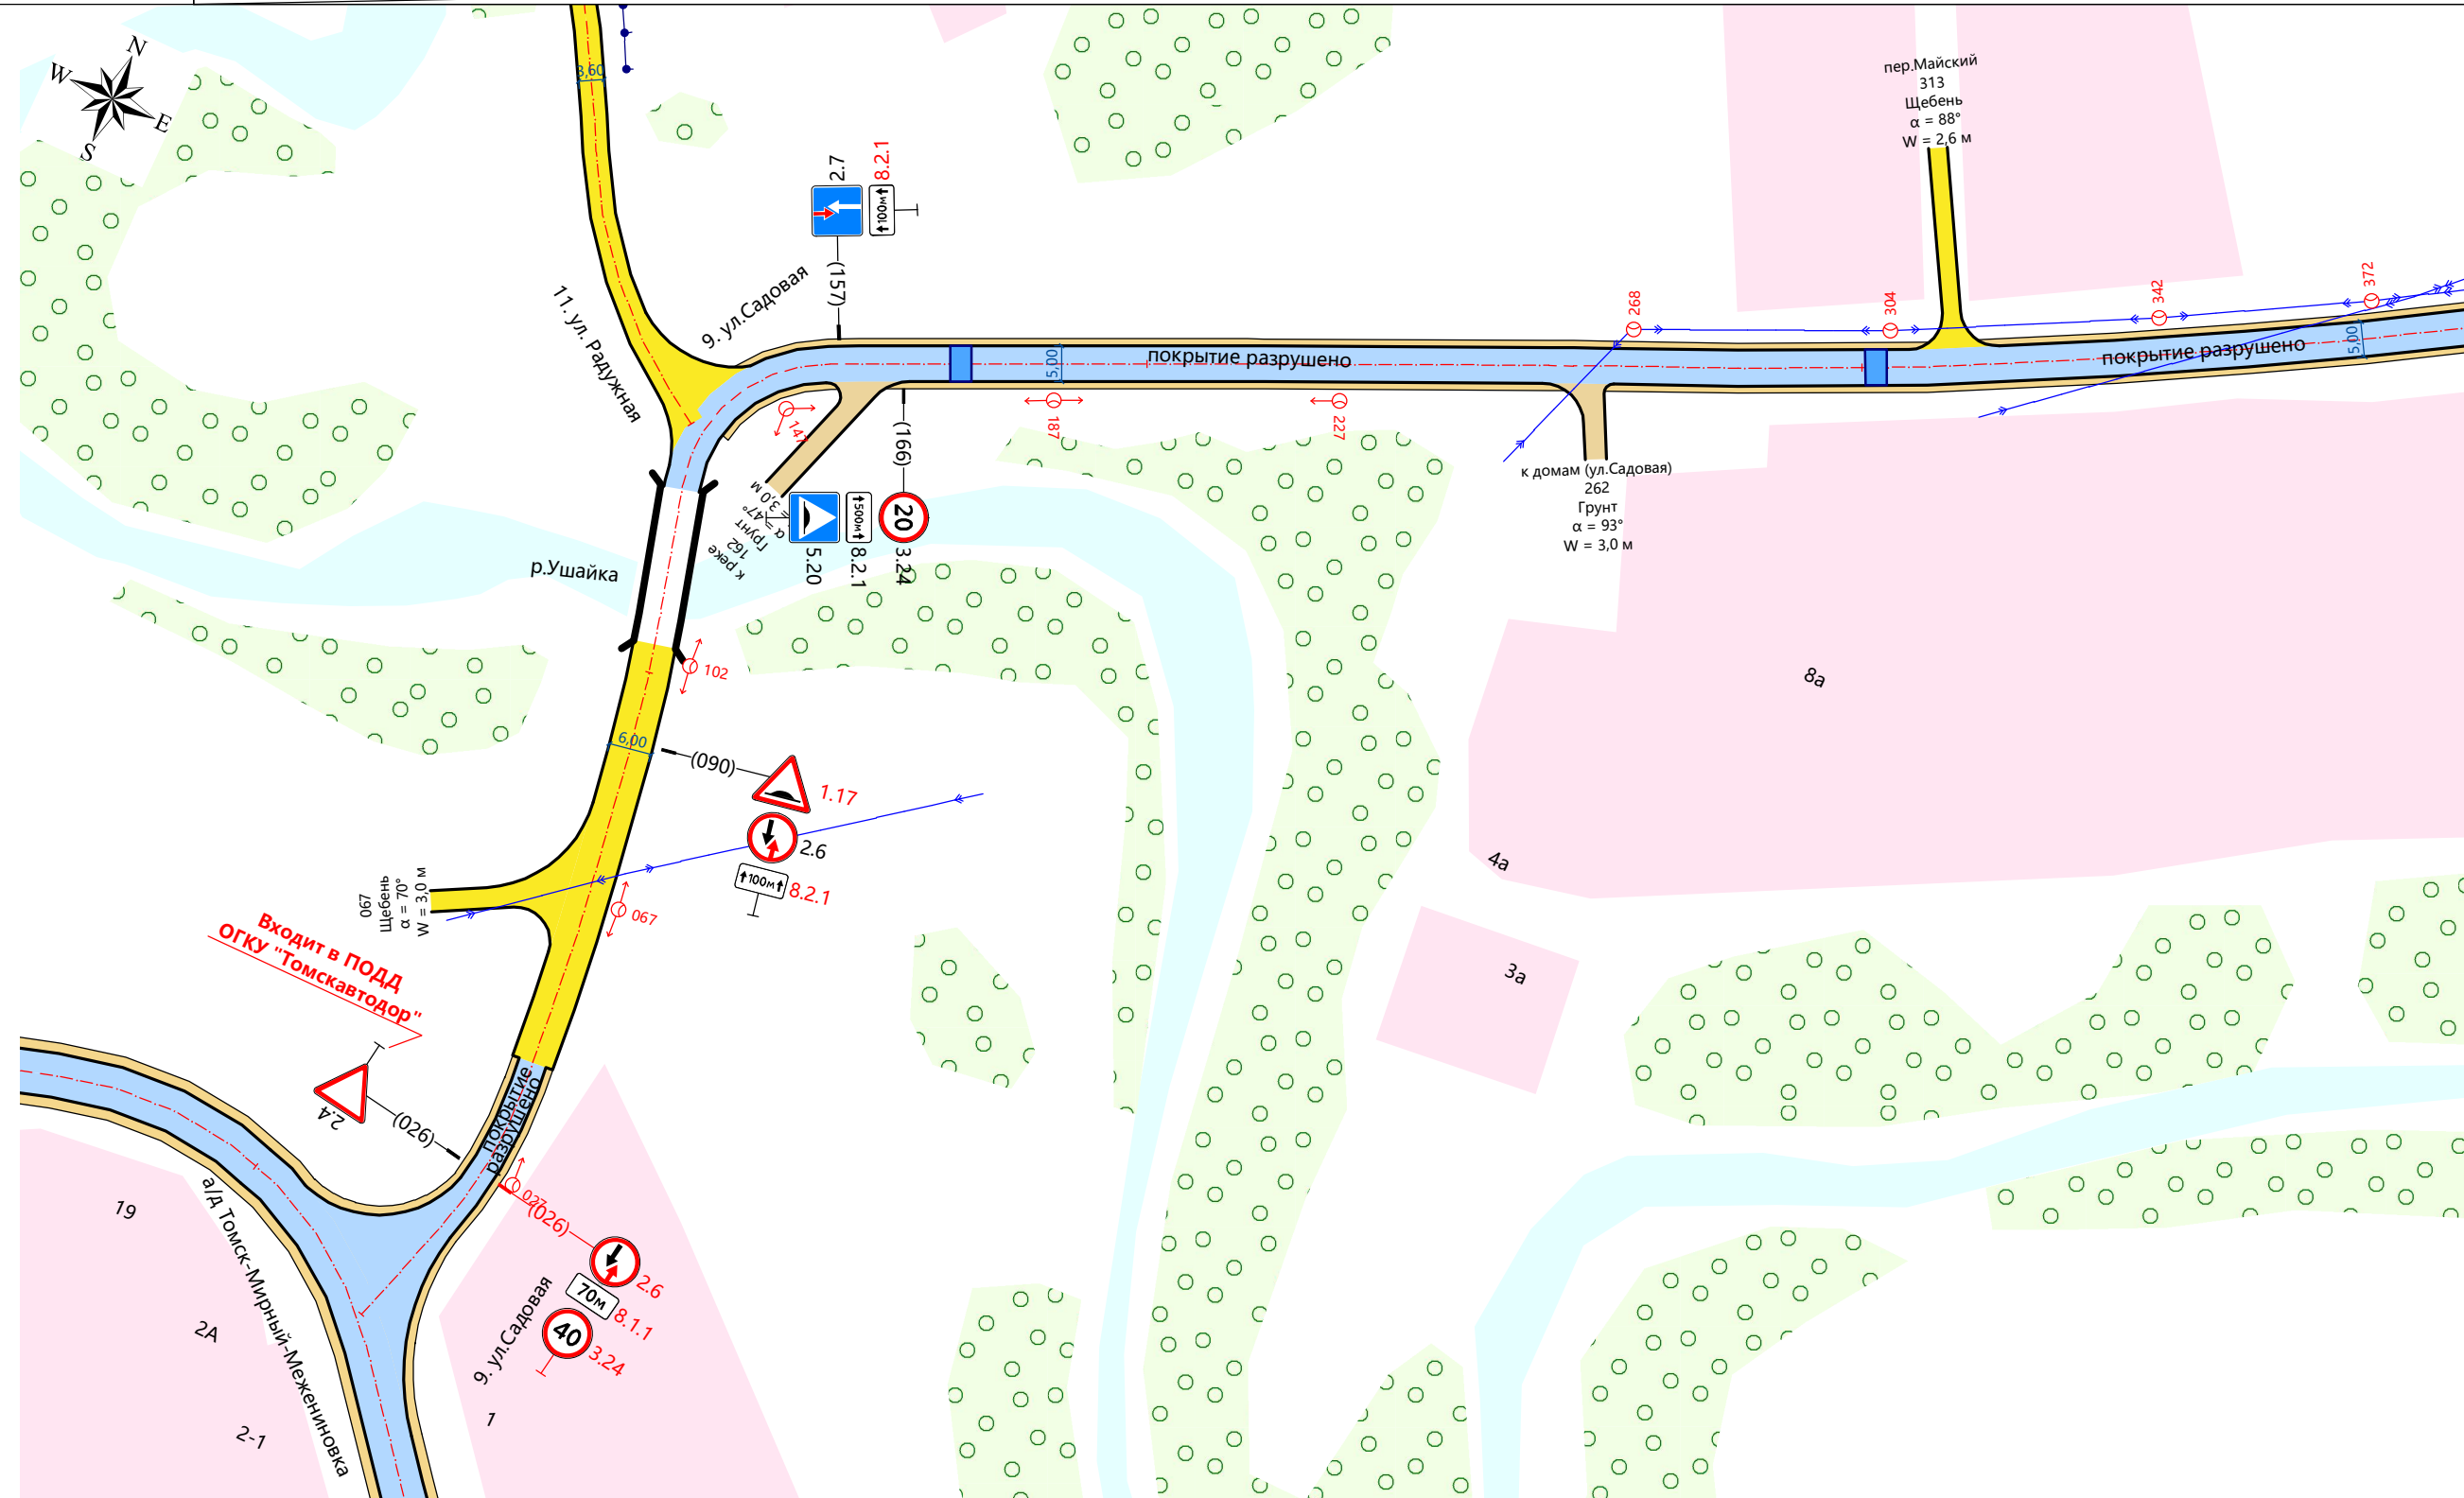 N
W
E
S
3,60
2.7
8.2.1
↑100м↑
(157)
пер.Майский
313
Щебень
α = 88°
W = 2,6 м
11. ул. Радужная
9. ул.Садовая
покрытие разрушено
5,00
268
304
342
372
покрытие разрушено
5,00
147
187
227
(166)
к реке
162
Грунт
α = 47°
3,0 м
5.20
↑500м↑
8.2.1
20
3.24
к домам (ул.Садовая)
262
Грунт
α = 93°
W = 3,0 м
р.Ушайка
102
6,00
(090)
1.17
2.6
↑100м↑
8.2.1
8а
4а
3а
067
Щебень
α = 70°
W = 3,0 м
067
Входит в ПОДД
ОГКУ "Томскавтодор"
2.4
(026)
покрытие
разрушено
027
(026)
2.6
70м
8.1.1
40
3.24
9. ул.Садовая
а/д Томск-Мирный-Межениновка
19
2А
2-1
1